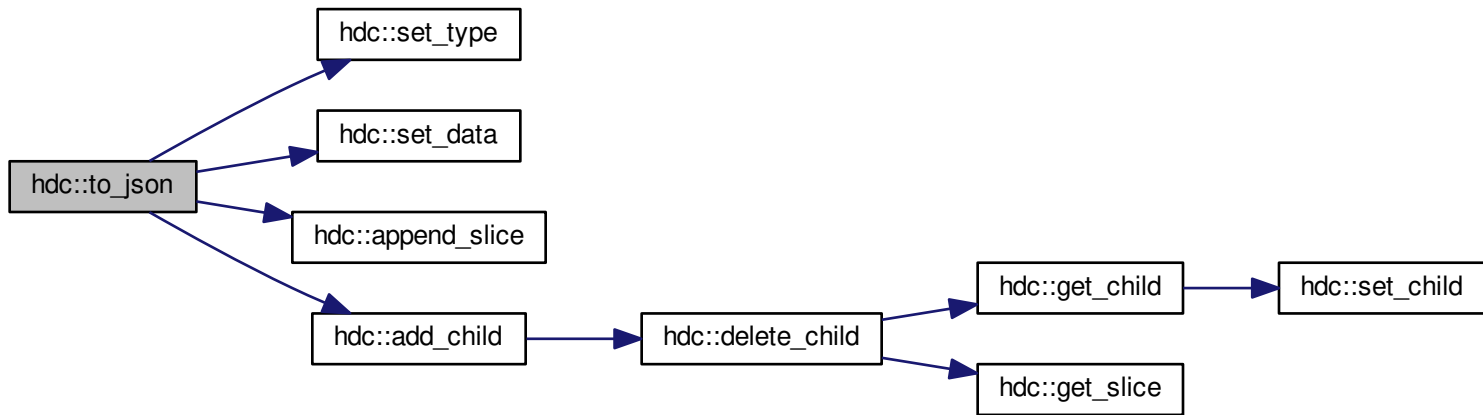 hdc::set_type
hdc::set_data
hdc::to_json
hdc::append_slice
hdc::get_child
hdc::set_child
hdc::add_child
hdc::delete_child
hdc::get_slice